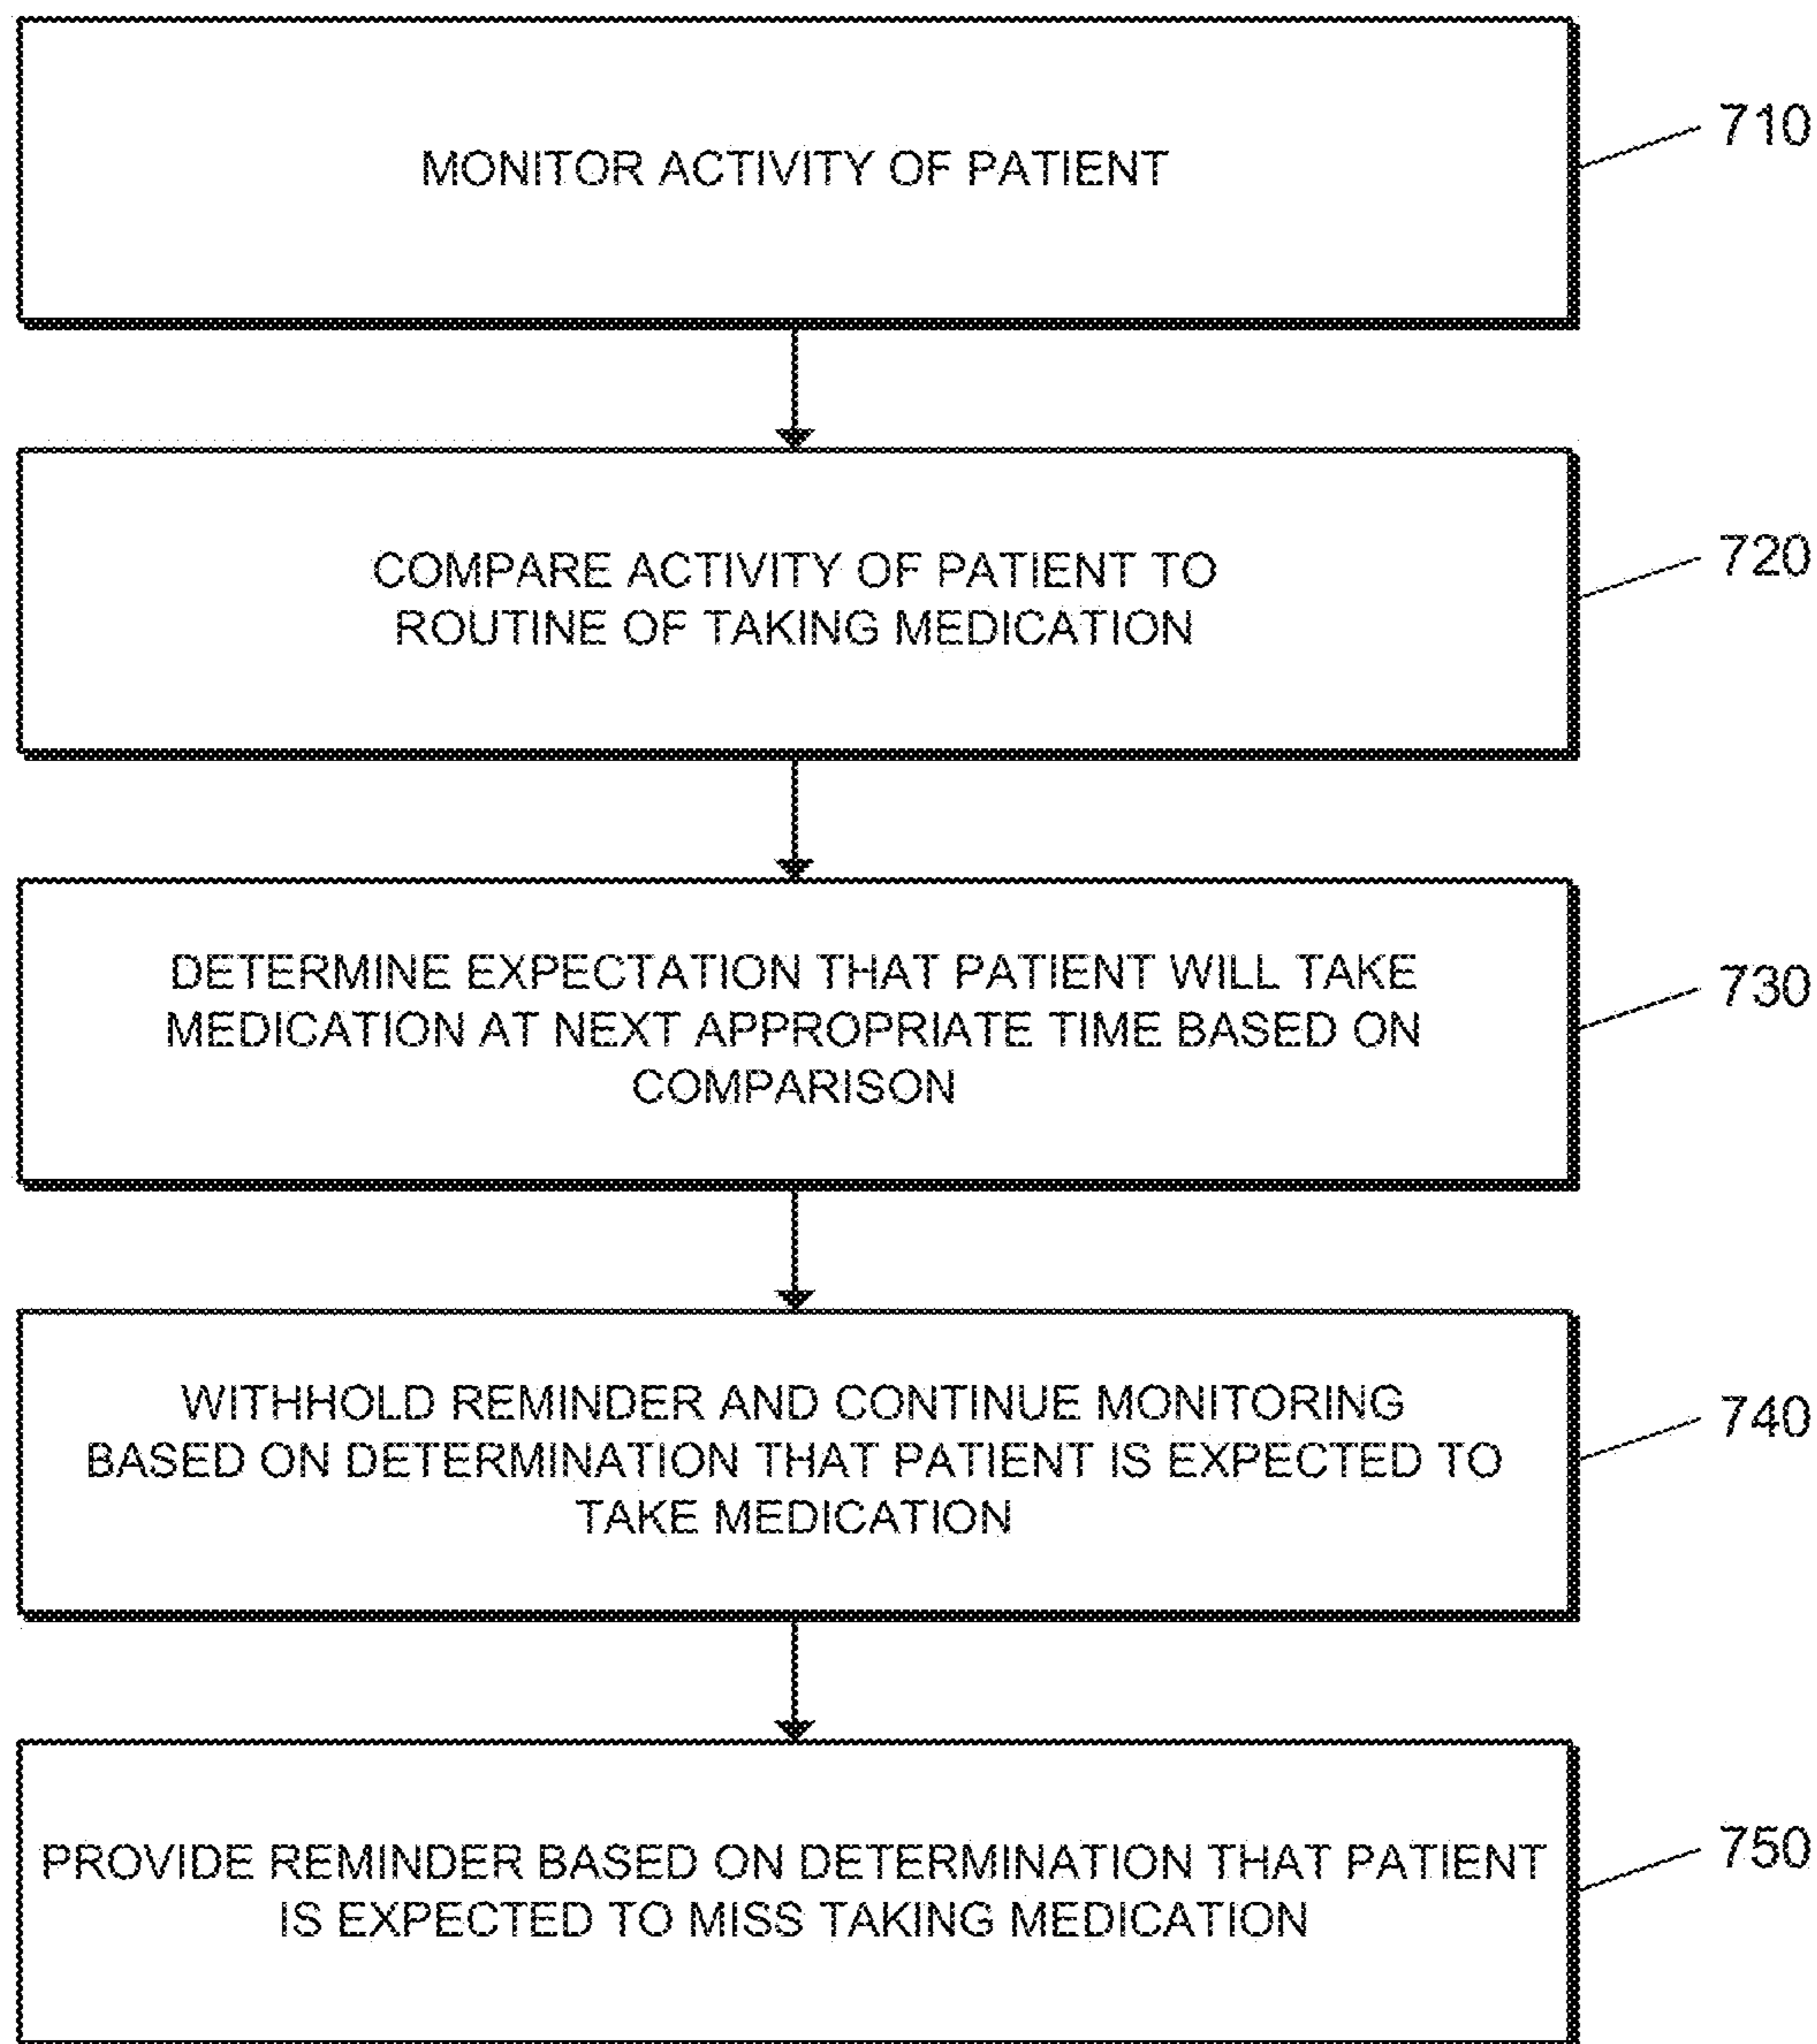 MONITOR ACTIVITY OF PATIENT
710
COMPARE ACTIVITY OF PATIENT TO
ROUTINE OF TAKING MEDICATION
720
DETERMINE EXPECTATION THAT PATIENT WILL TAKE
MEDICATION AT NEXT APPROPRIATE TIME BASED ON
COMPARISON
730
WITHHOLD REMINDER AND CONTINUE MONITORING
BASED ON DETERMINATION THAT PATIENT IS EXPECTED TO
TAKE MEDICATION
740
PROVIDE REMINDER BASED ON DETERMINATION THAT PATIENT
IS EXPECTED TO MISS TAKING MEDICATION
750